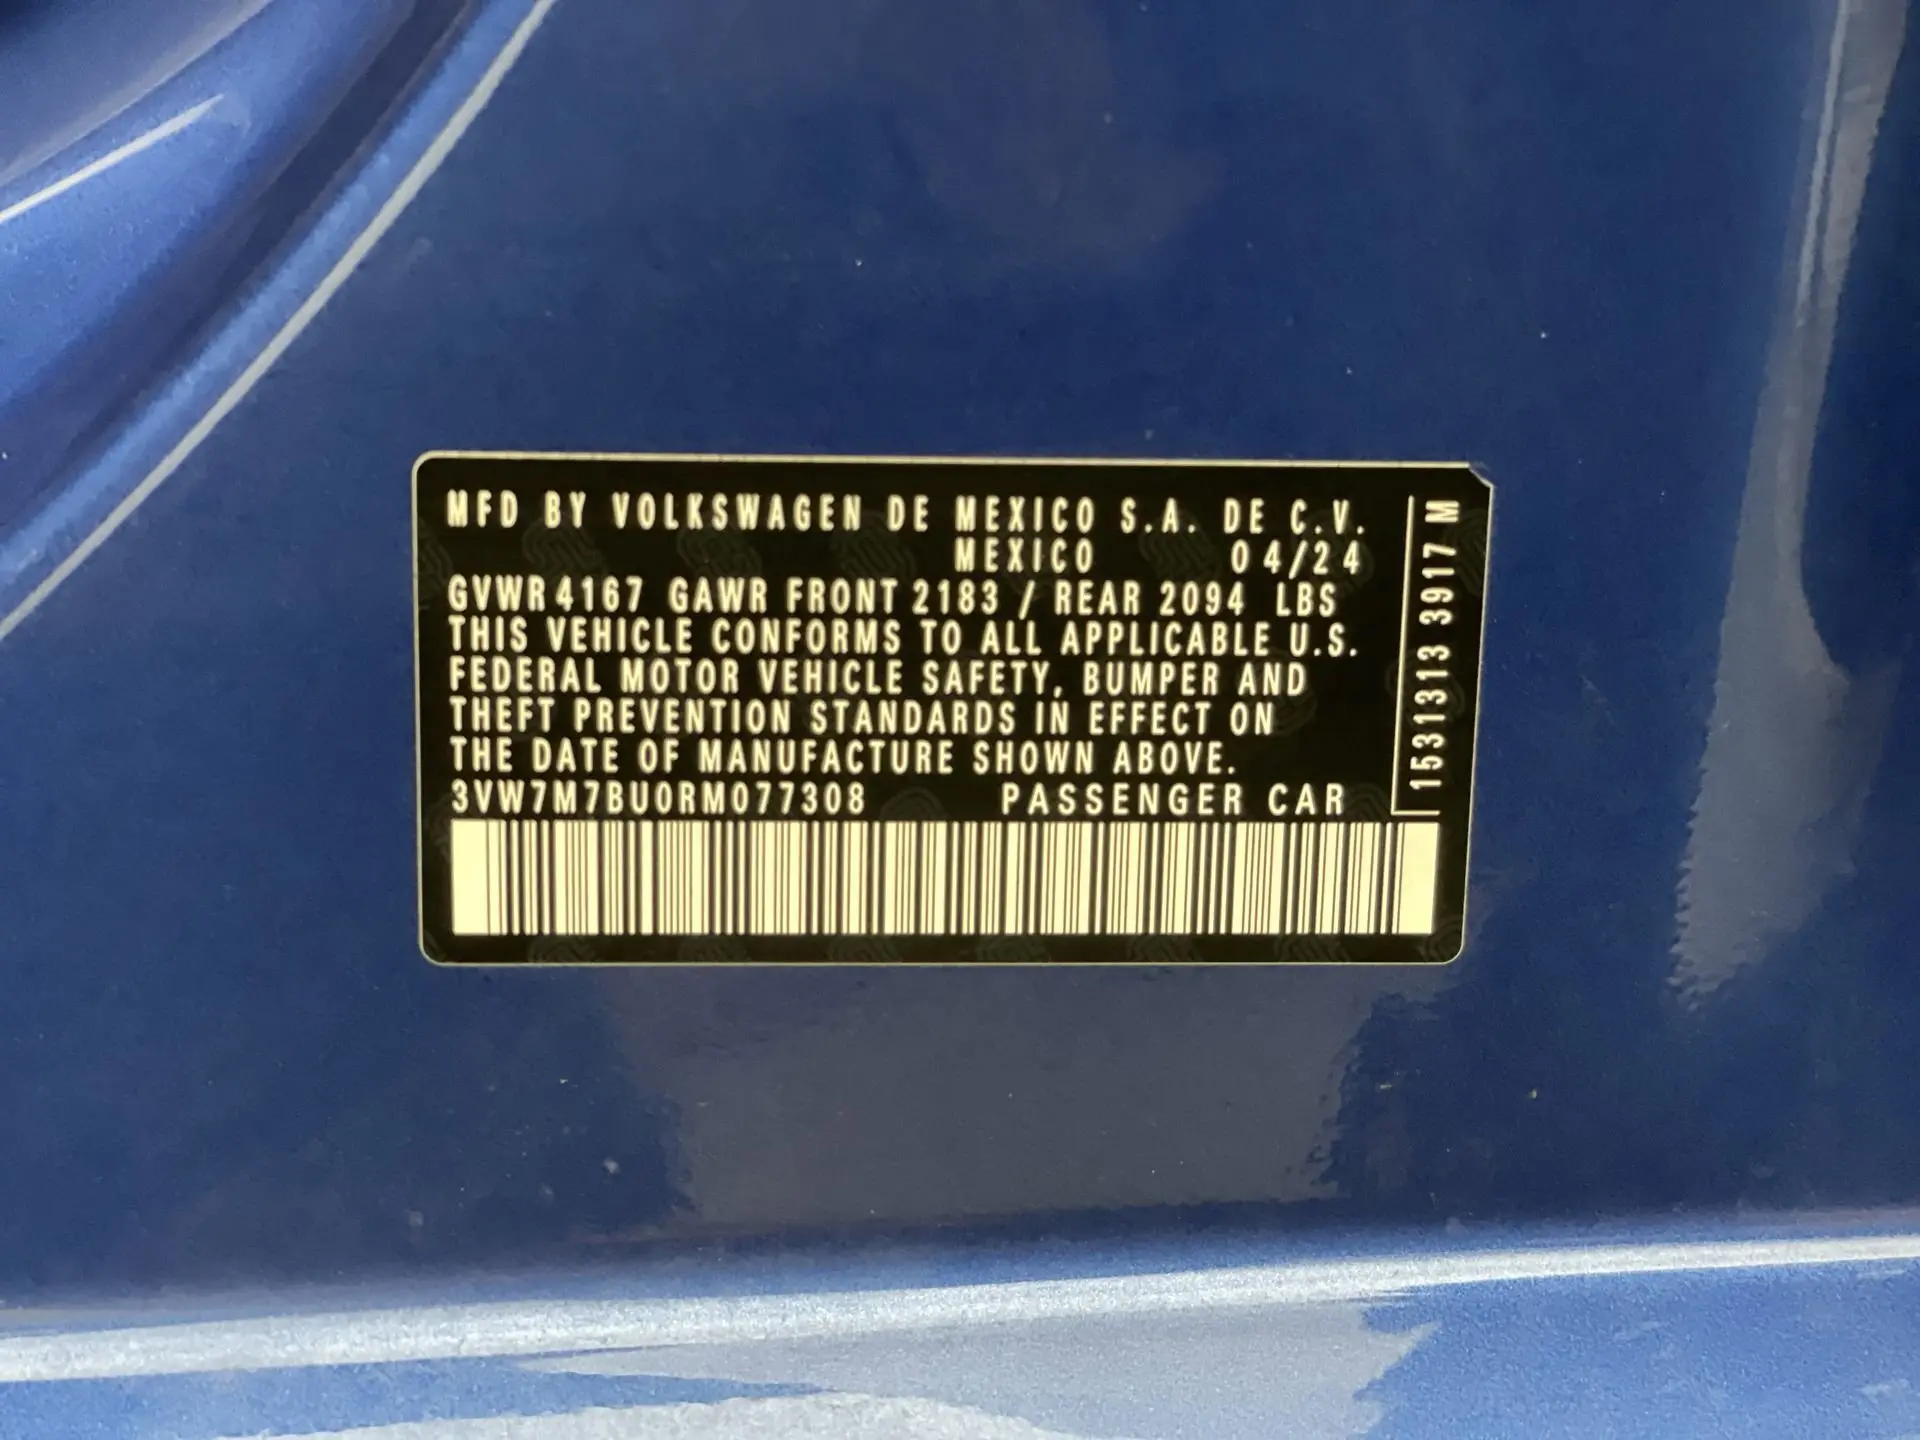 MFD BY VOLKSWAGEN DE MEXICO S.A. DE C.V.
MEXICO 04/24
GVWR 4167 GAWR FRONT 2183 / REAR 2094 LBS
THIS VEHICLE CONFORMS TO ALL APPLICABLE U.S.
FEDERAL MOTOR VEHICLE SAFETY, BUMPER AND
THEFT PREVENTION STANDARDS IN EFFECT ON
THE DATE OF MANUFACTURE SHOWN ABOVE.
3VW7M7BU0RM077308 PASSENGER CAR
1531313 3917 M